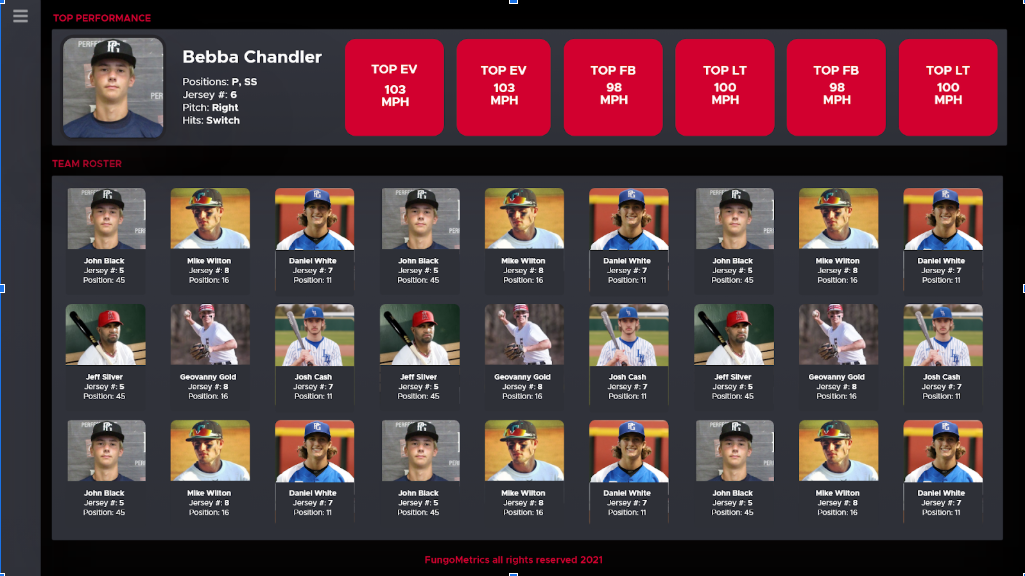 TOP PERFORMANCE
PERFE
PG
PER
Bebba Chandler
Positions: P, SS
Jersey #: 6
Pitch: Right
Hits: Switch
TOP EV
103
MPH
TOP EV
103
MPH
TOP FB
98
MPH
TOP LT
100
MPH
TOP FB
98
MPH
TOP LT
100
MPH
TEAM ROSTER
John Black
Jersey #: 5
Position: 45
Mike Wilton
Jersey #: 8
Position: 16
Daniel White
Jersey #: 7
Position: 11
John Black
Jersey #: 5
Position: 45
Mike Wilton
Jersey #: 8
Position: 16
Daniel White
Jersey #: 7
Position: 11
John Black
Jersey #: 5
Position: 45
Mike Wilton
Jersey #: 8
Position: 16
Daniel White
Jersey #: 7
Position: 11
Jeff Silver
Jersey #: 5
Position: 45
Geovanny Gold
Jersey #: 8
Position: 16
Josh Cash
Jersey #: 7
Position: 11
Jeff Silver
Jersey #: 5
Position: 45
Geovanny Gold
Jersey #: 8
Position: 16
Josh Cash
Jersey #: 7
Position: 11
Jeff Silver
Jersey #: 5
Position: 45
Geovanny Gold
Jersey #: 8
Position: 16
Josh Cash
Jersey #: 7
Position: 11
John Black
Jersey #: 5
Position: 45
Mike Wilton
Jersey #: 8
Position: 16
Daniel White
Jersey #: 7
Position: 11
John Black
Jersey #: 5
Position: 45
Mike Wilton
Jersey #: 8
Position: 16
Daniel White
Jersey #: 7
Position: 11
John Black
Jersey #: 5
Position: 45
Mike Wilton
Jersey #: 8
Position: 16
Daniel White
Jersey #: 7
Position: 11
FungoMetrics all rights reserved 2021